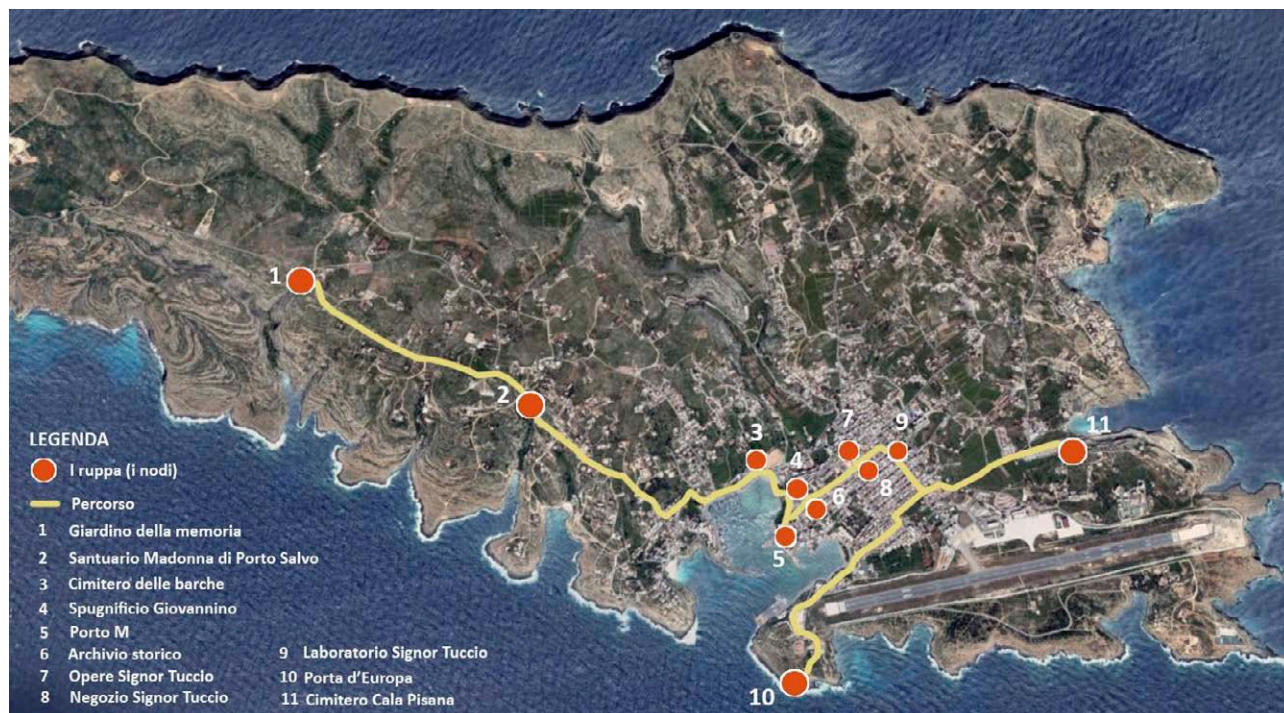 1
2
3
4
5
6
7
8
9
10
11
LEGENDA
I ruppa (i nodi)
Percorso
1 Giardino della memoria
2 Santuario Madonna di Porto Salvo
3 Cimitero delle barche
4 Spugnificio Giovannino
5 Porto M
6 Archivio storico
7 Opere Signor Tuccio
8 Negozio Signor Tuccio
9 Laboratorio Signor Tuccio
10 Porta d'Europa
11 Cimitero Cala Pisana